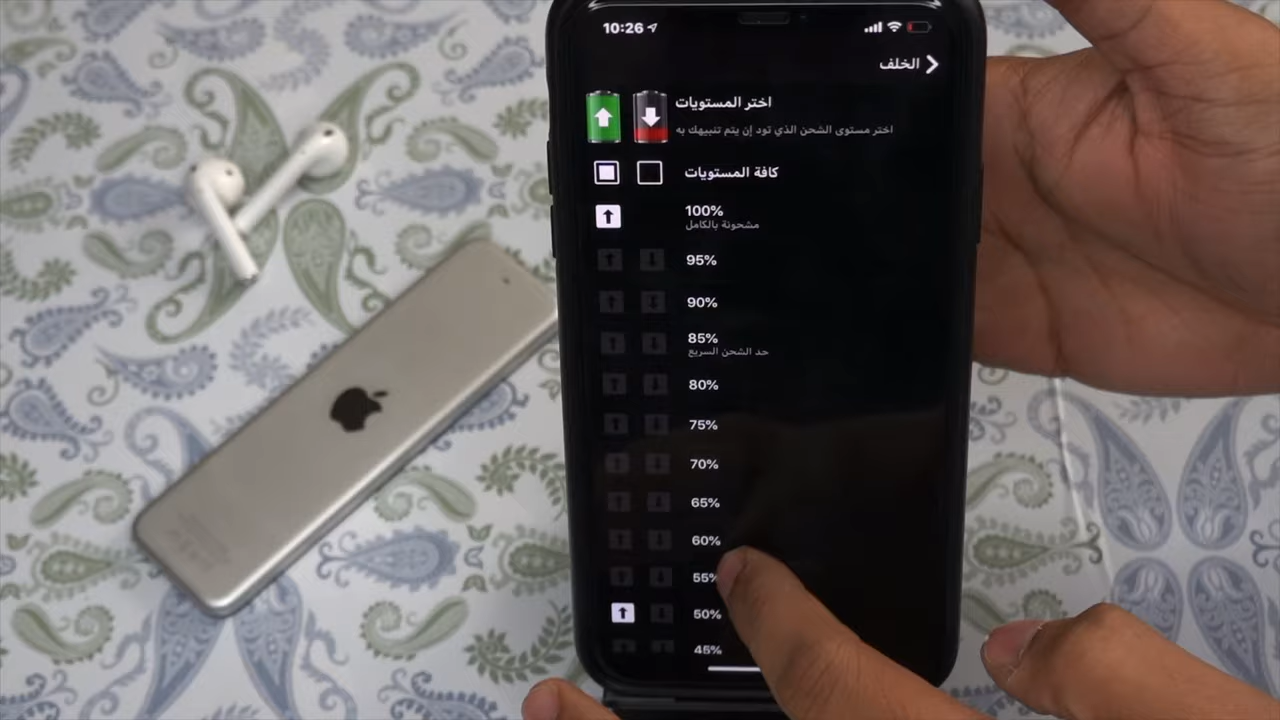 10:26
الخلف
اختر المستويات
اختر مستوى الشحن الذي تود إن يتم تنبيهك به
كافة المستويات
100%
مشحونة بالكامل
95%
90%
85%
حد الشحن السريع
80%
75%
70%
65%
60%
55%
50%
45%